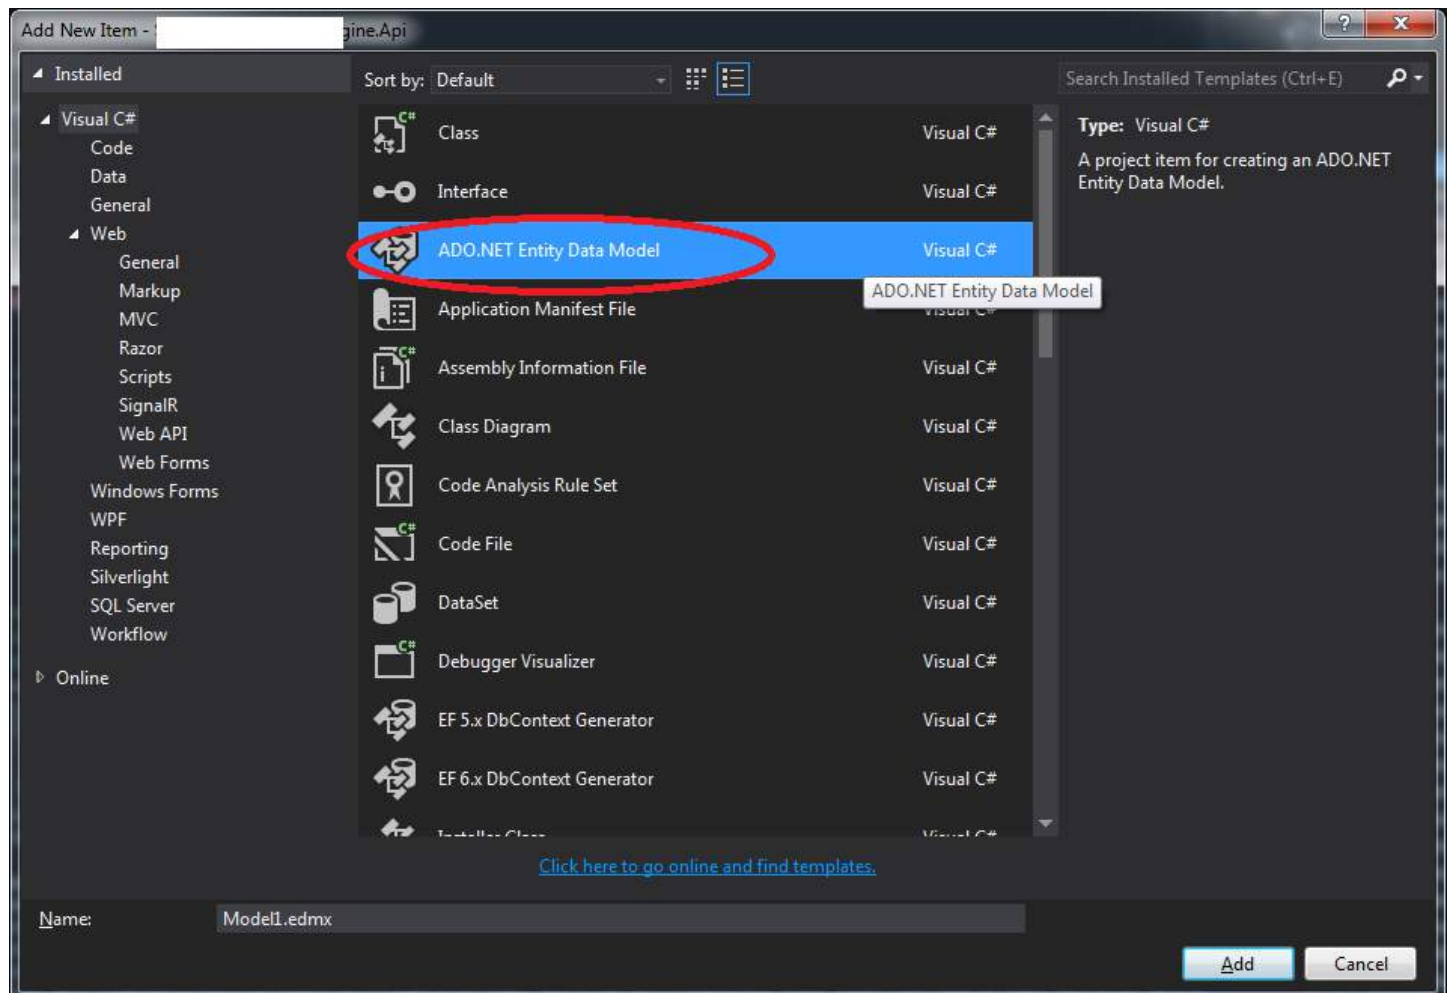 Add New Item -
gine.Api
?
x
Installed
Sort by: Default
Search Installed Templates (Ctrl+E)
Visual C#
Code
Data
General
Web
General
Markup
MVC
Razor
Scripts
SignalR
Web API
Web Forms
Windows Forms
WPF
Reporting
Silverlight
SQL Server
Workflow
Online
C#
Class Visual C#
Interface Visual C#
ADO.NET Entity Data Model Visual C#
ADO.NET Entity Data Model
Application Manifest File Visual C#
C#
Assembly Information File Visual C#
Class Diagram Visual C#
Code Analysis Rule Set Visual C#
C#
Code File Visual C#
DataSet Visual C#
C#
Debugger Visualizer Visual C#
EF 5.x DbContext Generator Visual C#
EF 6.x DbContext Generator Visual C#
Installer Class Visual C#
Type: Visual C#
A project item for creating an ADO.NET
Entity Data Model.
Click here to go online and find templates.
Name: Model1.edmx
Add Cancel